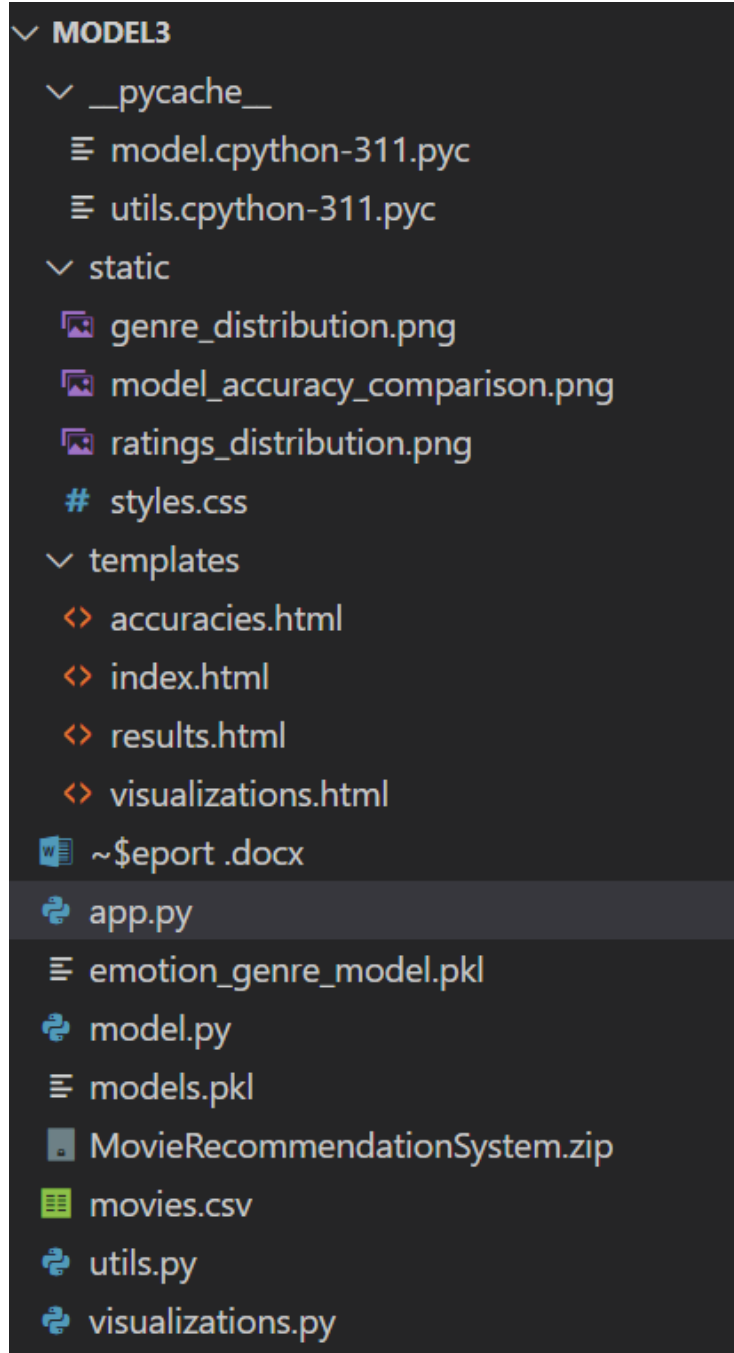 MODEL3
__pycache__
model.cpython-311.pyc
utils.cpython-311.pyc
static
genre_distribution.png
model_accuracy_comparison.png
ratings_distribution.png
# styles.css
templates
<> accuracies.html
<> index.html
<> results.html
<> visualizations.html
W ~$eport .docx
app.py
emotion_genre_model.pkl
model.py
models.pkl
MovieRecommendationSystem.zip
movies.csv
utils.py
visualizations.py